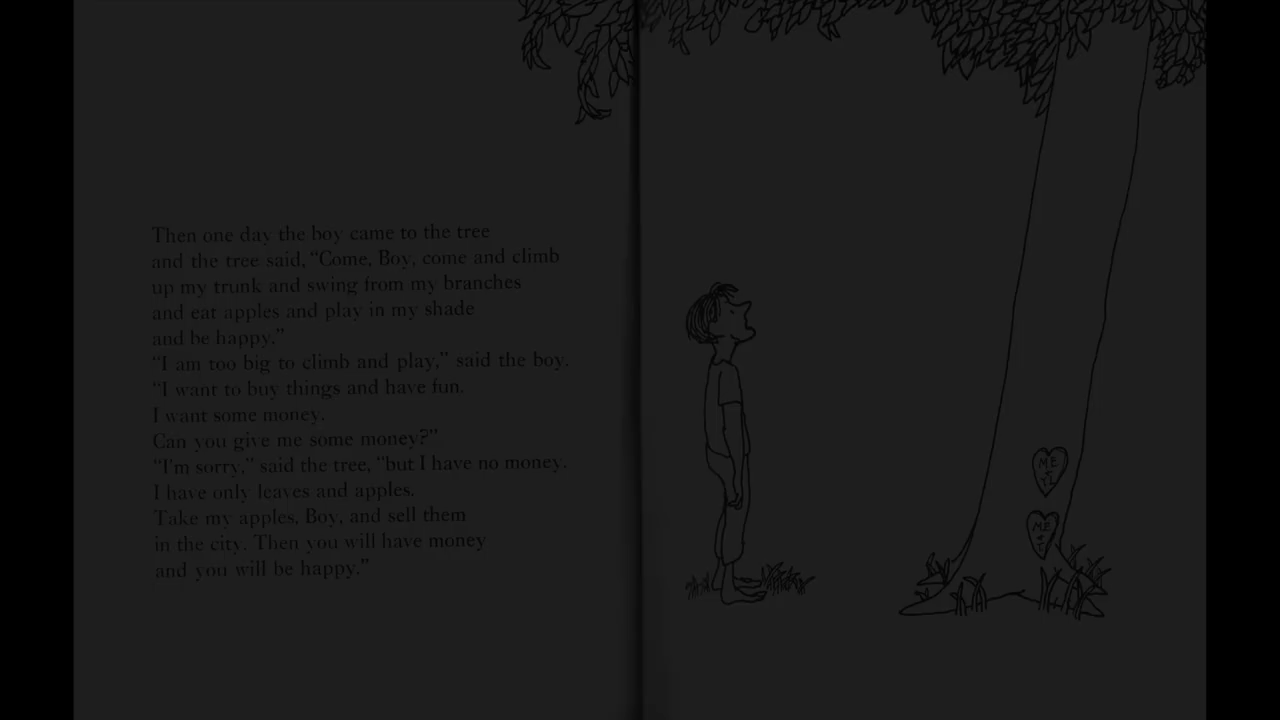 Then one day the boy came to the tree
and the tree said, “Come, Boy, come and climb
up my trunk and swing from my branches
and eat apples and play in my shade
and be happy.”
“I am too big to climb and play,” said the boy.
“I want to buy things and have fun.
I want some money.
Can you give me some money?”
“I'm sorry,” said the tree, “but I have no money.
I have only leaves and apples.
Take my apples, Boy, and sell them
in the city. Then you will have money
and you will be happy.”
ME
+
ME
+
T